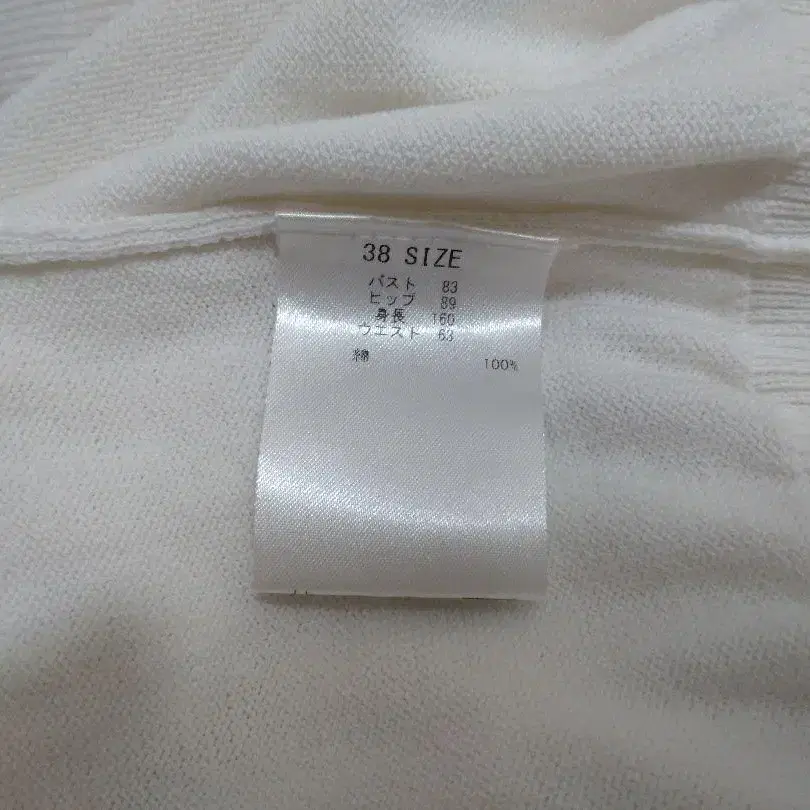 38 SIZE
バスト 83
ヒップ 89
身長 160
ウエスト 63
綿 100%